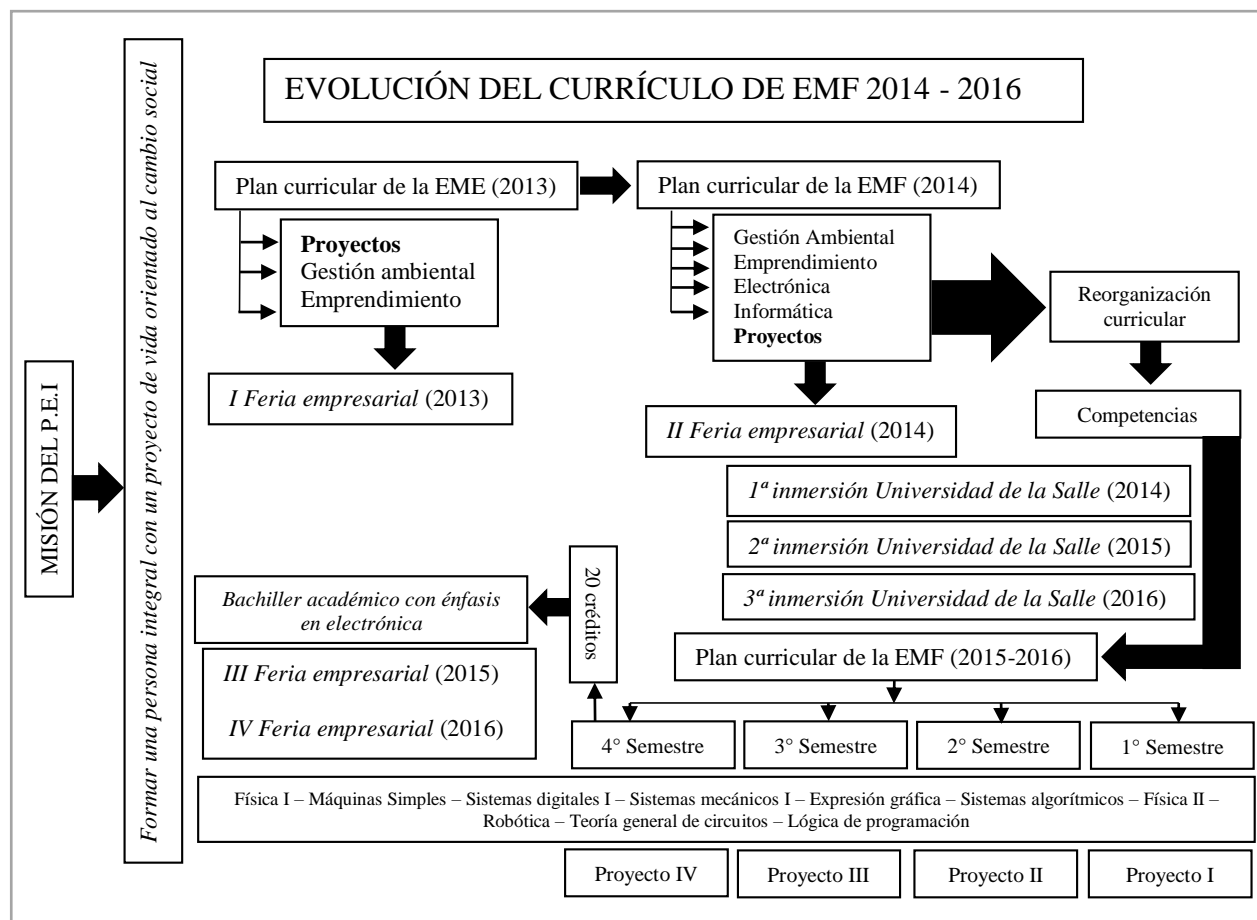 EVOLUCIÓN DEL CURRÍCULO DE EMF 2014 - 2016
MISIÓN DEL P.E.I
Formar una persona integral con un proyecto de vida orientado al cambio social
Plan curricular de la EME (2013)
Proyectos
Gestión ambiental
Emprendimiento
I Feria empresarial (2013)
Plan curricular de la EMF (2014)
Gestión Ambiental
Emprendimiento
Electrónica
Informática
Proyectos
II Feria empresarial (2014)
Reorganización
curricular
Competencias
1ª inmersión Universidad de la Salle (2014)
2ª inmersión Universidad de la Salle (2015)
3ª inmersión Universidad de la Salle (2016)
Plan curricular de la EMF (2015-2016)
20 créditos
Bachiller académico con énfasis
en electrónica
III Feria empresarial (2015)
IV Feria empresarial (2016)
4° Semestre
3° Semestre
2° Semestre
1° Semestre
Física I – Máquinas Simples – Sistemas digitales I – Sistemas mecánicos I – Expresión gráfica – Sistemas algorítmicos – Física II –
Robótica – Teoría general de circuitos – Lógica de programación
Proyecto IV
Proyecto III
Proyecto II
Proyecto I